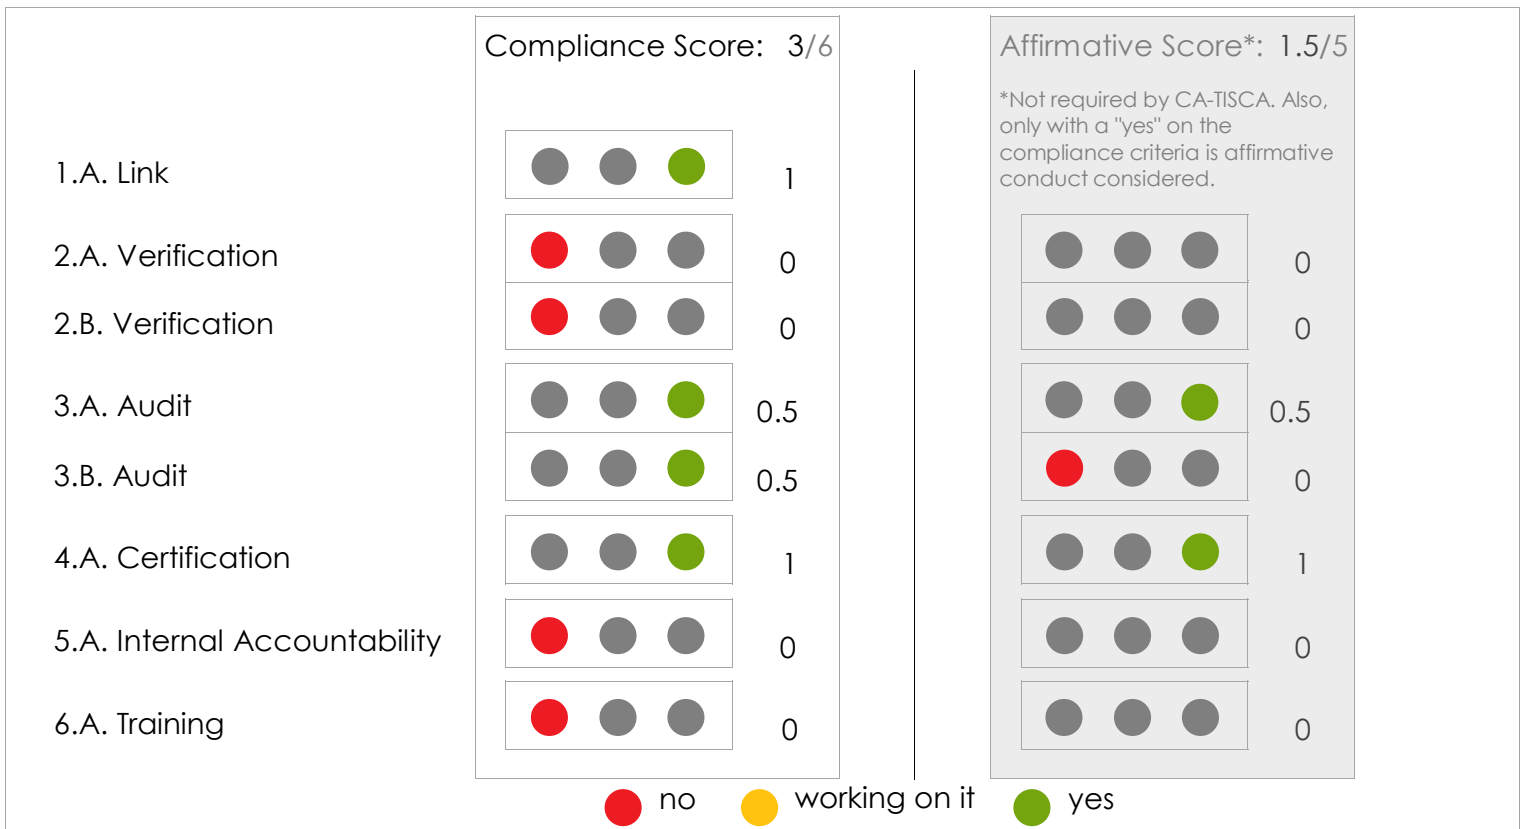 Compliance Score: 3/6
Affirmative Score*: 1.5/5
*Not required by CA-TISCA. Also,
only with a "yes" on the
compliance criteria is affirmative
conduct considered.
1.A. Link 1
2.A. Verification 0 0
2.B. Verification 0 0
3.A. Audit 0.5 0.5
3.B. Audit 0.5 0
4.A. Certification 1 1
5.A. Internal Accountability 0 0
6.A. Training 0 0
no working on it yes